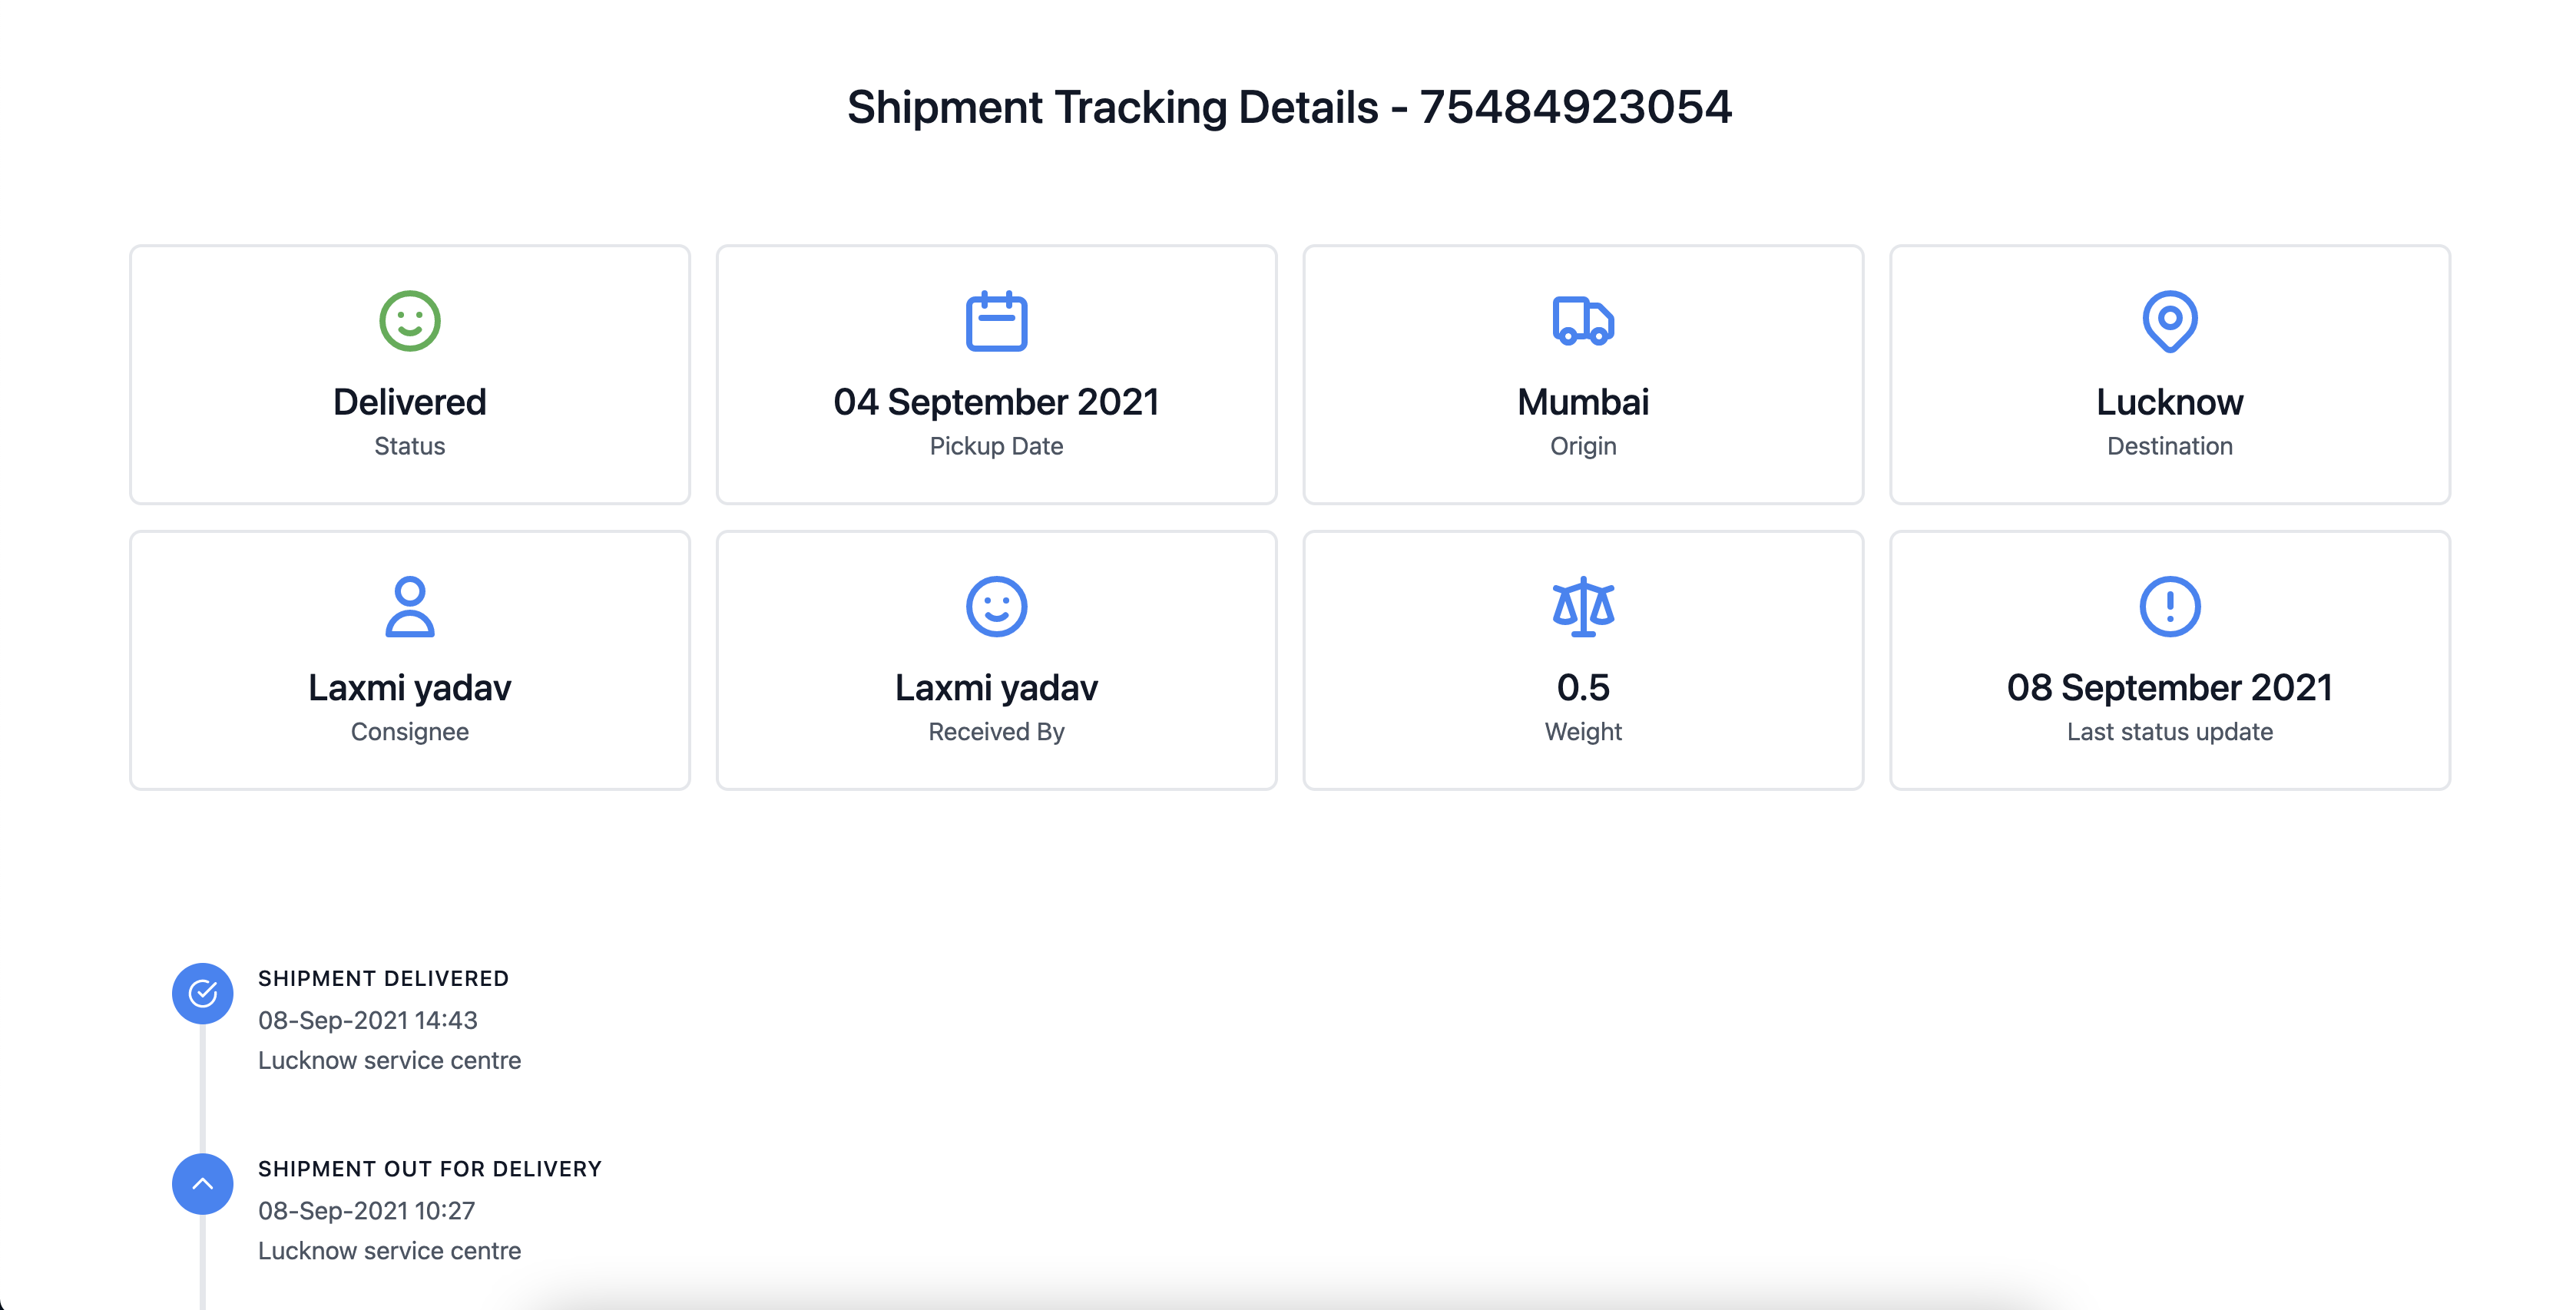 Shipment Tracking Details - 75484923054
Delivered
Status
04 September 2021
Pickup Date
Mumbai
Origin
Lucknow
Destination
Laxmi yadav
Consignee
Laxmi yadav
Received By
0.5
Weight
08 September 2021
Last status update
SHIPMENT DELIVERED
08-Sep-2021 14:43
Lucknow service centre
SHIPMENT OUT FOR DELIVERY
08-Sep-2021 10:27
Lucknow service centre